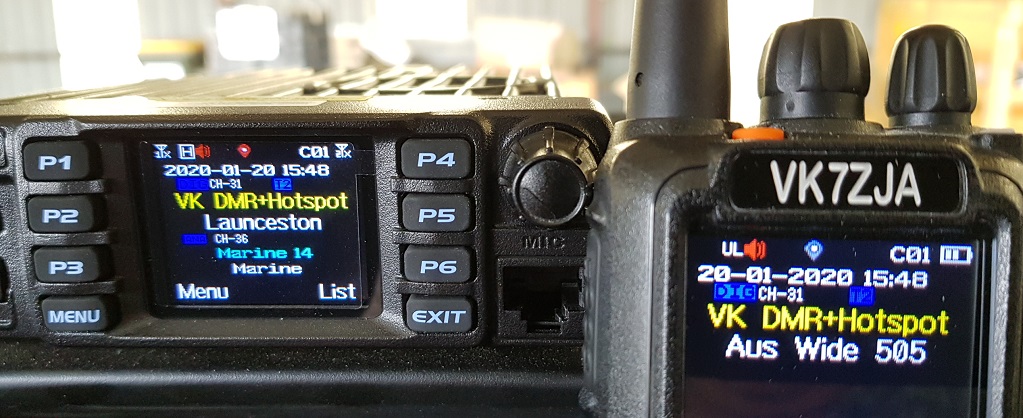 P1
P2
P3
MENU
H C01
2020-01-20 15:48
CH-31 T2
VK DMR+Hotspot
Launceston
CH-36
Marine 14
Marine
Menu List
P4
P5
P6
EXIT
MIC
VK7ZJA
UL C01
20-01-2020 15:48
DIG CH-31 T2
VK DMR+Hotspot
Aus Wide 505